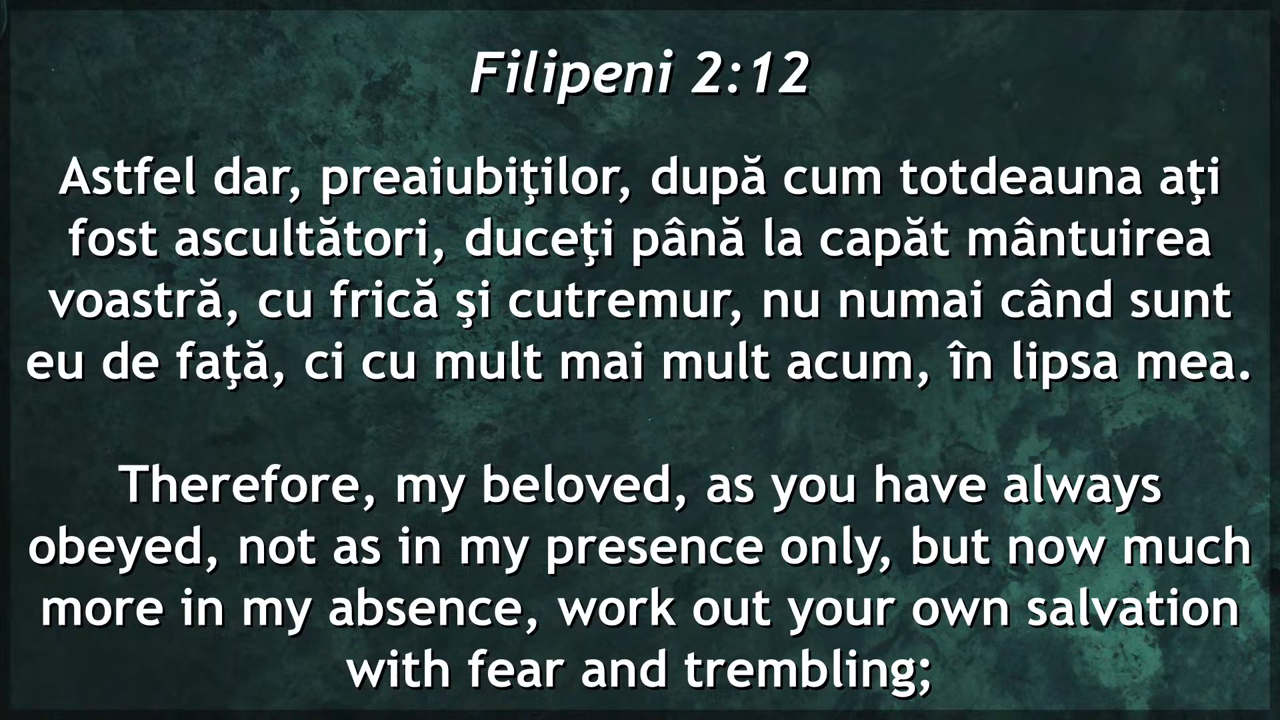 Filipeni 2:12
Astfel dar, preaiubiţilor, după cum totdeauna aţi
fost ascultători, duceţi până la capăt mântuirea
voastră, cu frică şi cutremur, nu numai când sunt
eu de faţă, ci cu mult mai mult acum, în lipsa mea.
Therefore, my beloved, as you have always
obeyed, not as in my presence only, but now much
more in my absence, work out your own salvation
with fear and trembling;